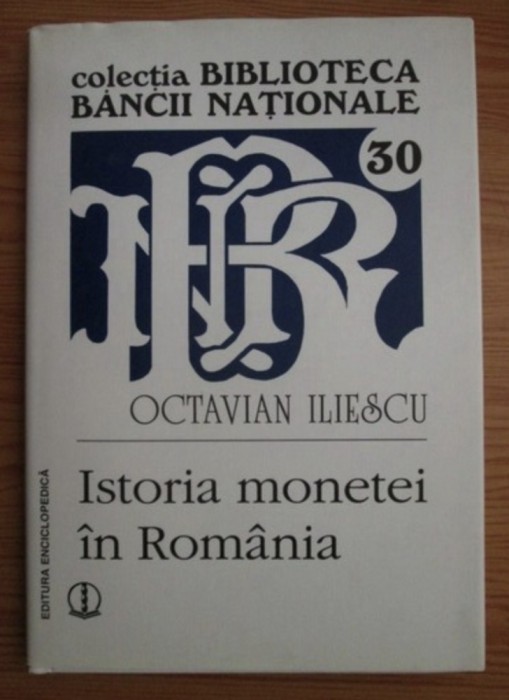 colecția BIBLIOTECA
BĂNCII NAȚIONALE
30
BNR
OCTAVIAN ILIESCU
Istoria monetei
în România
EDITURA ENCICLOPEDICĂ